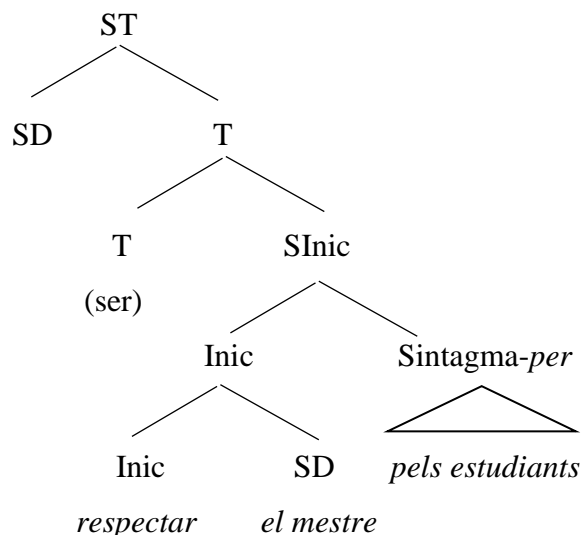 ST
SD T
T SInic
(ser)
Inic Sintagma-per
Inic SD pels estudiants
respectar el mestre